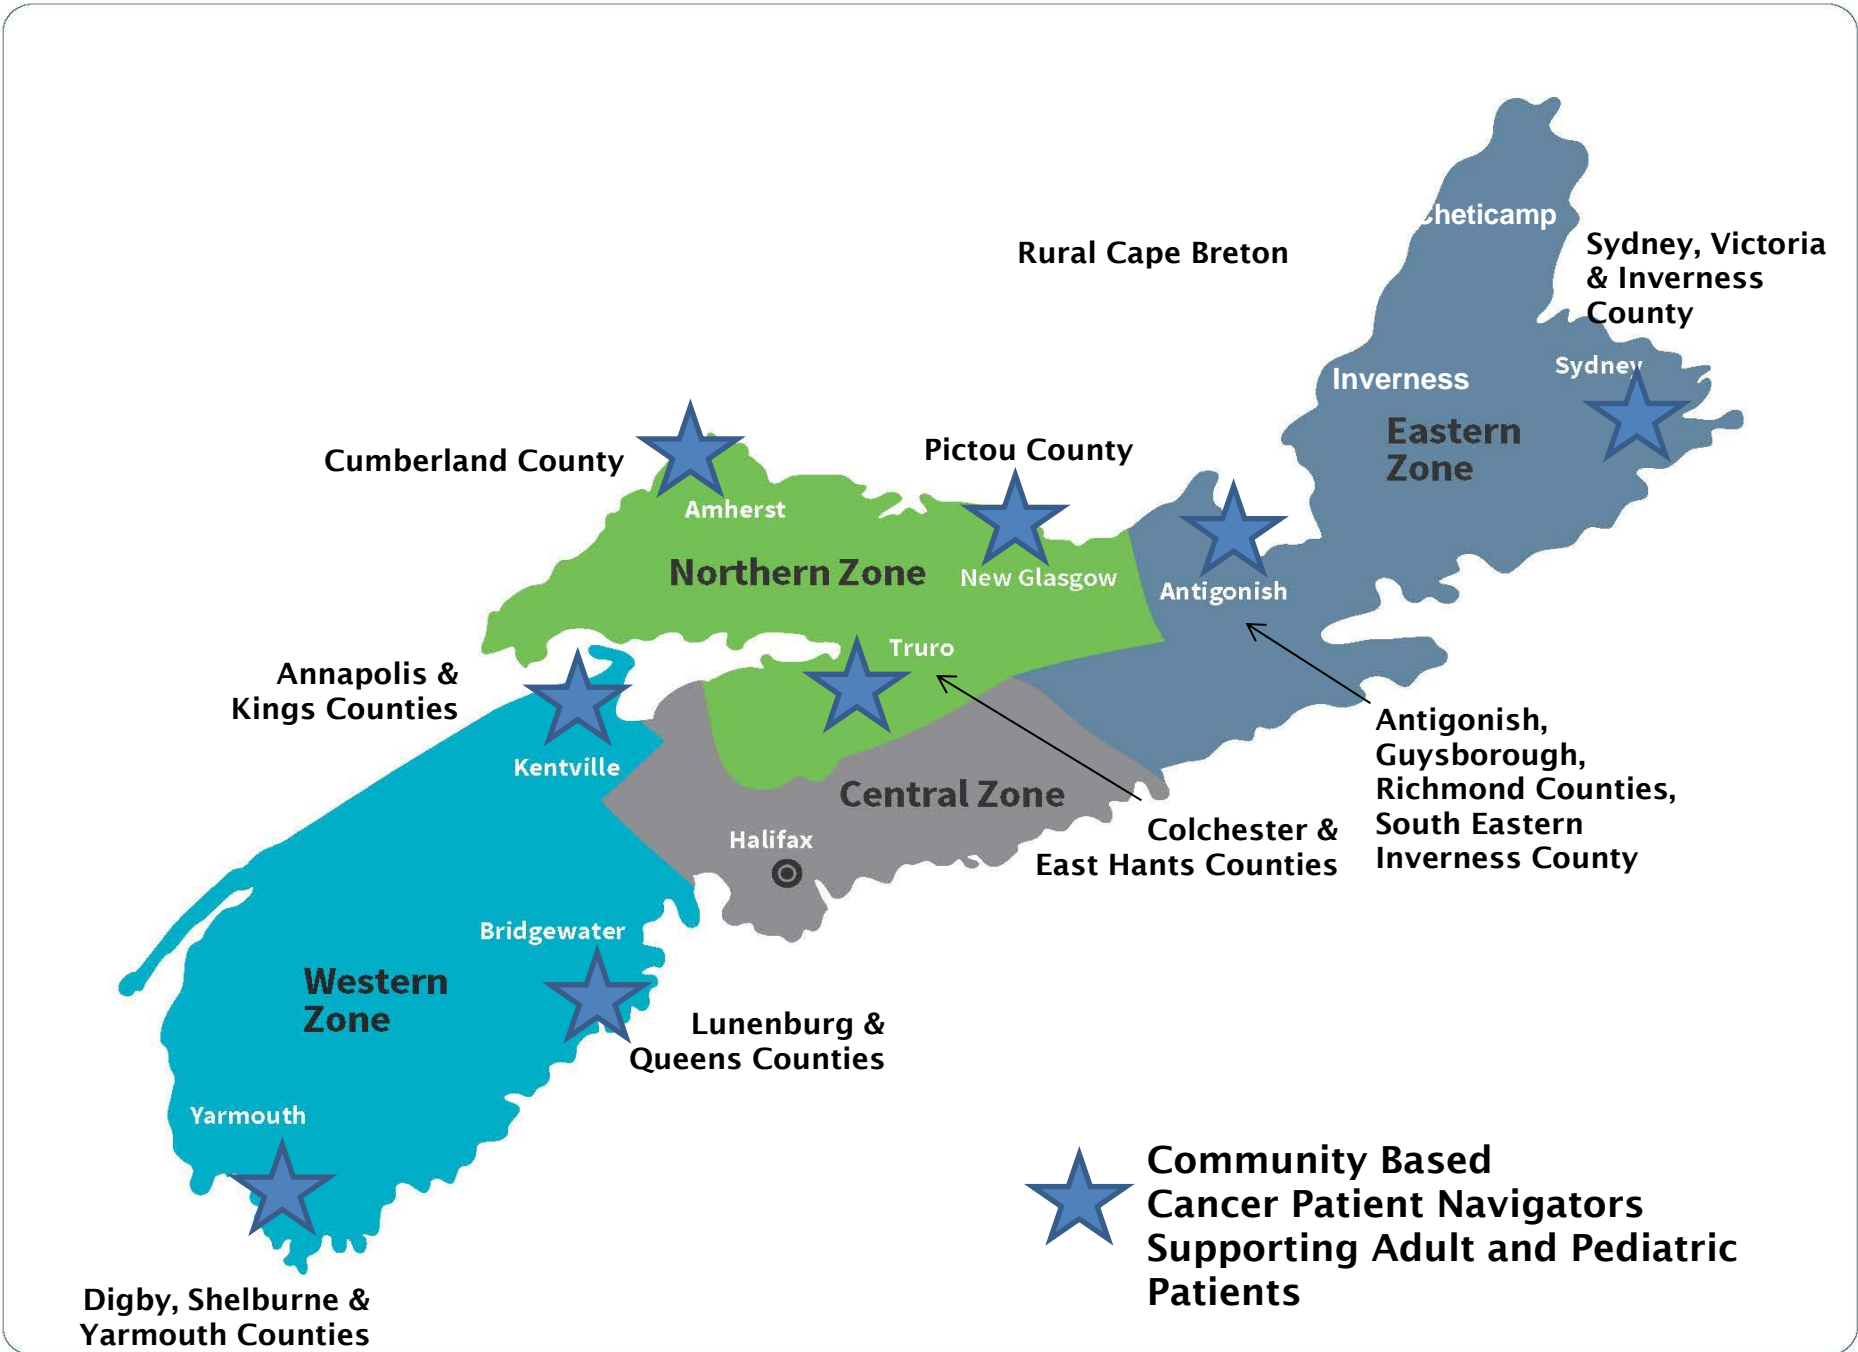 Cheticamp
Rural Cape Breton
Sydney, Victoria
& Inverness
County
Sydney
Inverness
Eastern
Zone
Cumberland County
Pictou County
Amherst
Northern Zone
New Glasgow
Antigonish
Truro
Annapolis &
Kings Counties
Kentville
Antigonish,
Guysborough,
Richmond Counties,
South Eastern
Inverness County
Central Zone
Halifax
Colchester &
East Hants Counties
Bridgewater
Western
Zone
Lunenburg &
Queens Counties
Yarmouth
Digby, Shelburne &
Yarmouth Counties
Community Based
Cancer Patient Navigators
Supporting Adult and Pediatric
Patients